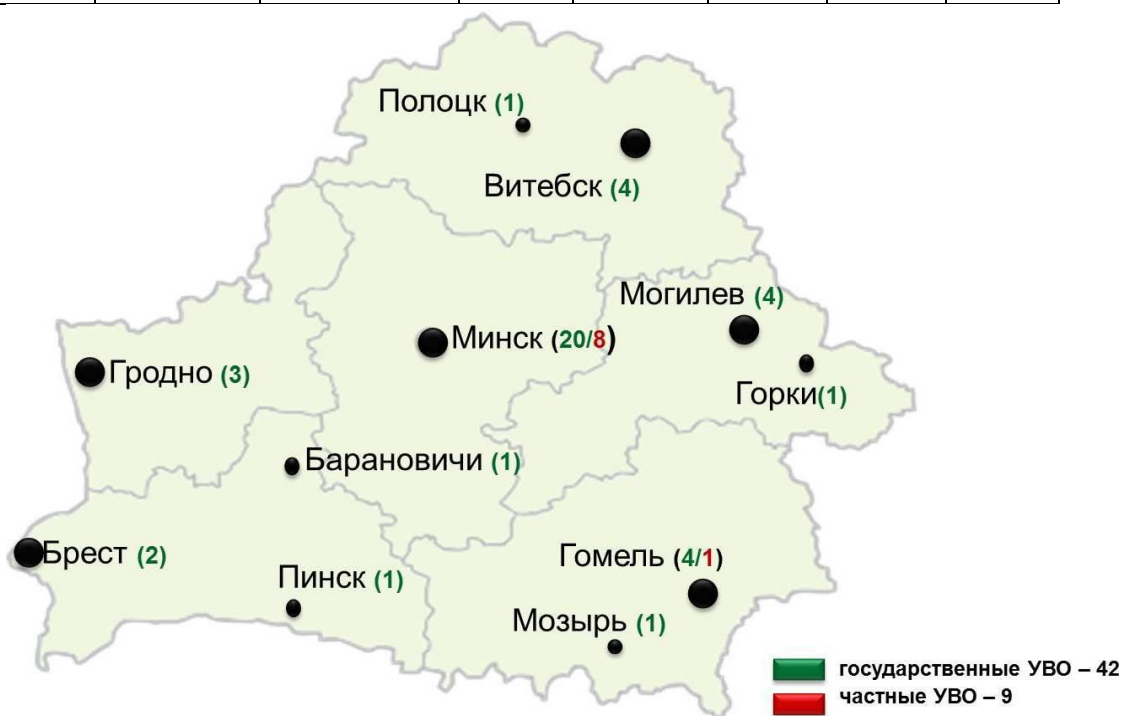 Полоцк (1)
Витебск (4)
Могилев (4)
Минск (20/8)
Гродно (3)
Горки(1)
Барановичи (1)
Брест (2)
Гомель (4/1)
Пинск (1)
Мозырь (1)
государственные УВО – 42
частные УВО – 9